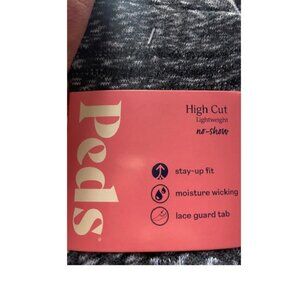 Peds
High Cut
Lightweight
no-show
stay-up fit
moisture wicking
lace guard tab